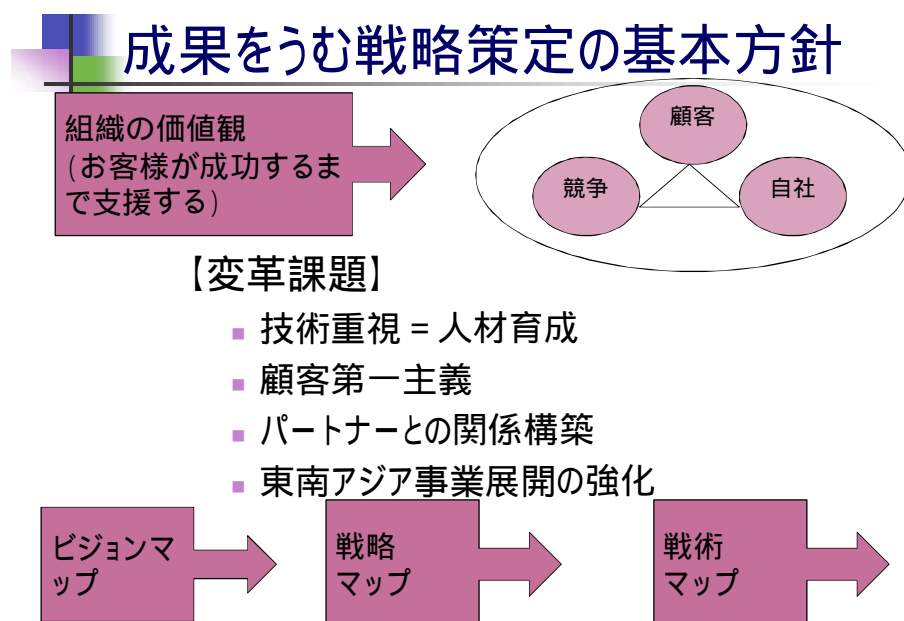 成果をうむ戦略策定の基本方針
組織の価値観
(お客様が成功するま
で支援する)
顧客
競争
自社
【変革課題】
技術重視 = 人材育成
顧客第一主義
パートナーとの関係構築
東南アジア事業展開の強化
ビジョンマ
ップ
戦略
マップ
戦術
マップ